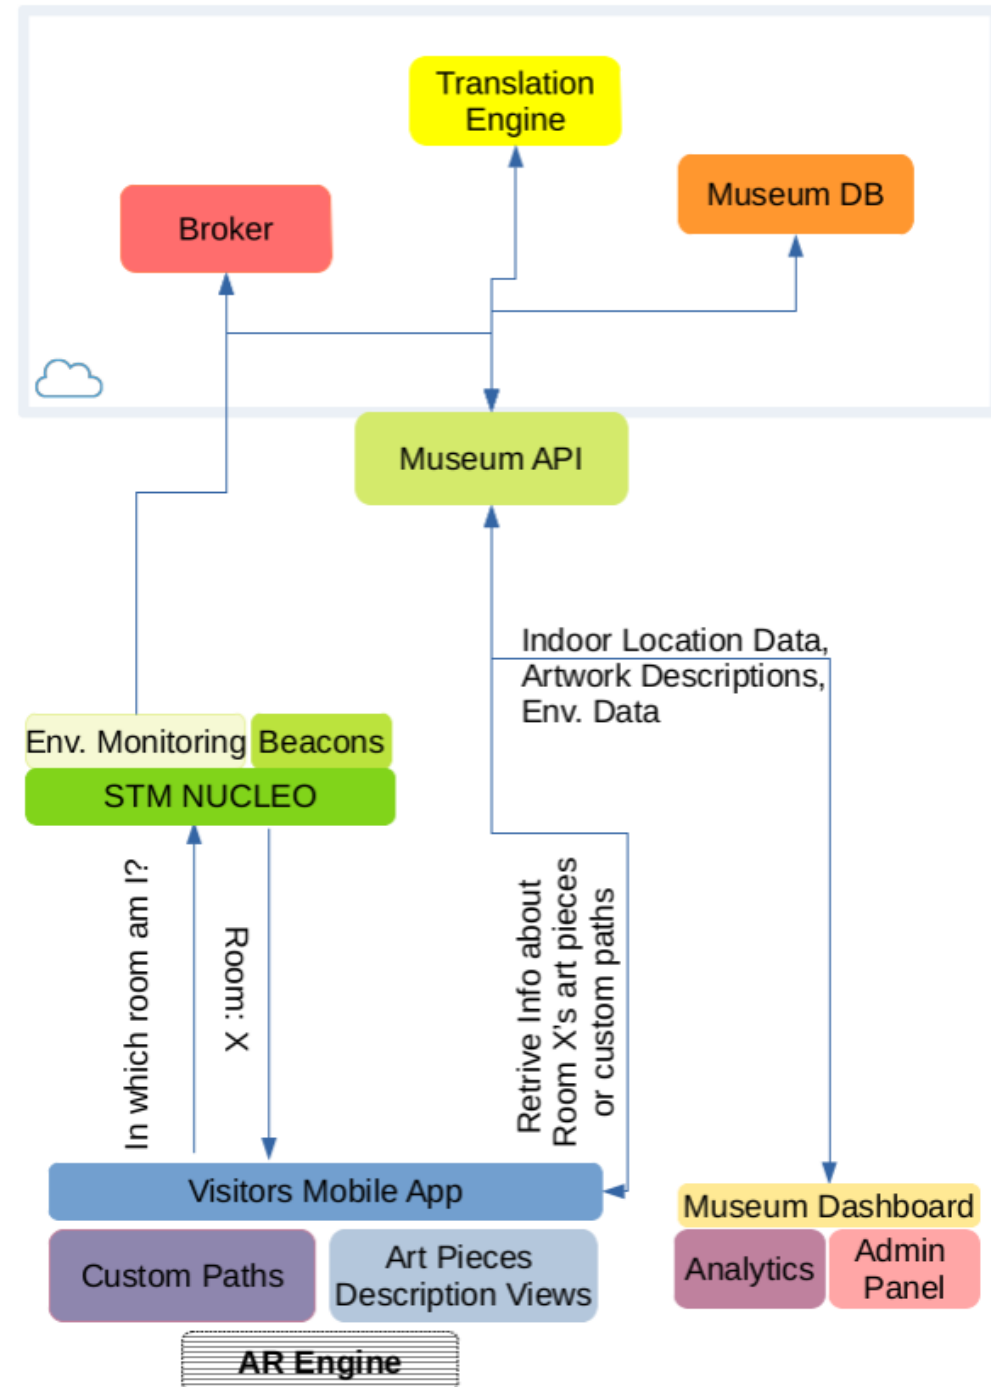 Translation
Engine
Museum DB
Broker
Museum API
Indoor Location Data,
Artwork Descriptions,
Env. Data
Env. Monitoring
Beacons
STM NUCLEO
In which room am I?
Room: X
Retrive Info about
Room X's art pieces
or custom paths
Visitors Mobile App
Custom Paths
Art Pieces
Description Views
AR Engine
Museum Dashboard
Analytics
Admin
Panel